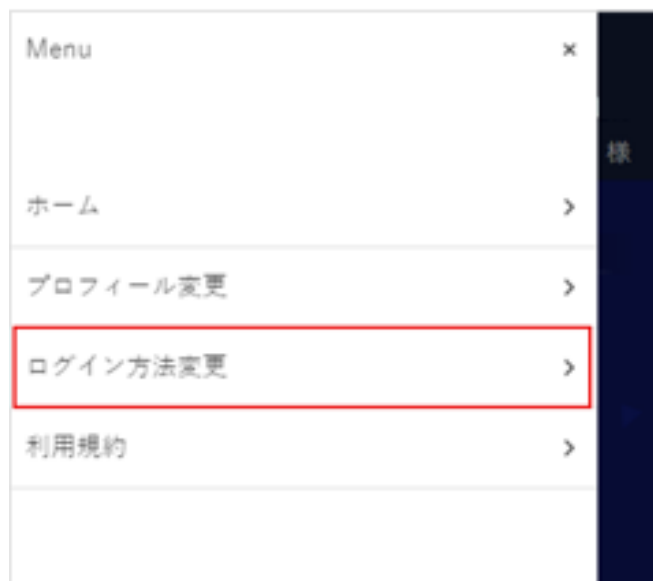 Menu ×
様
ホーム
プロフィール変更
ログイン方法変更
利用規約